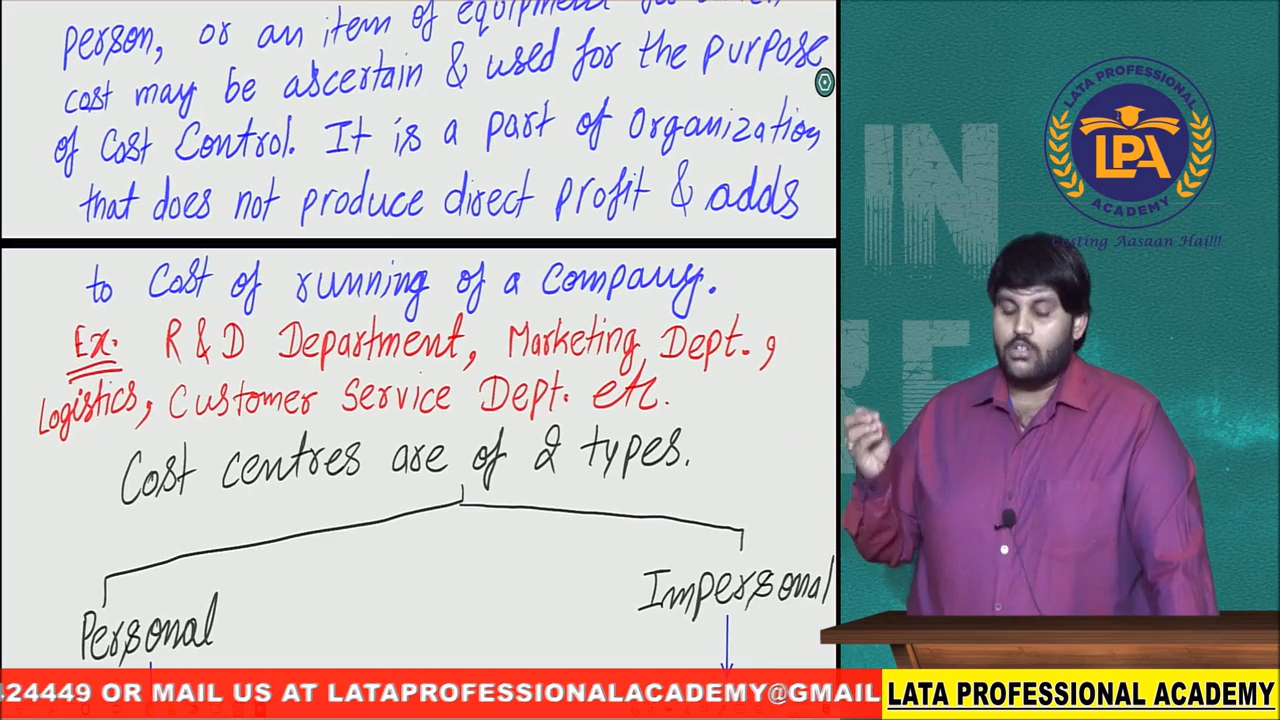 person, or an item of equipment
cost may be ascertain & used for the purpose
of Cost Control. It is a part of Organization
that does not produce direct profit & adds
to Cost of running of a Company.
Ex:- R & D Department, Marketing Dept.,
Logistics, Customer Service Dept. etc.
Cost centres are of 2 types.
Personal
Impersonal
LATA PROFESSIONAL
LPA
ACADEMY
Costing Aasaan Hai!!!
IN
24449 OR MAIL US AT LATAPROFESSIONALACADEMY@GMAIL
LATA PROFESSIONAL ACADEMY